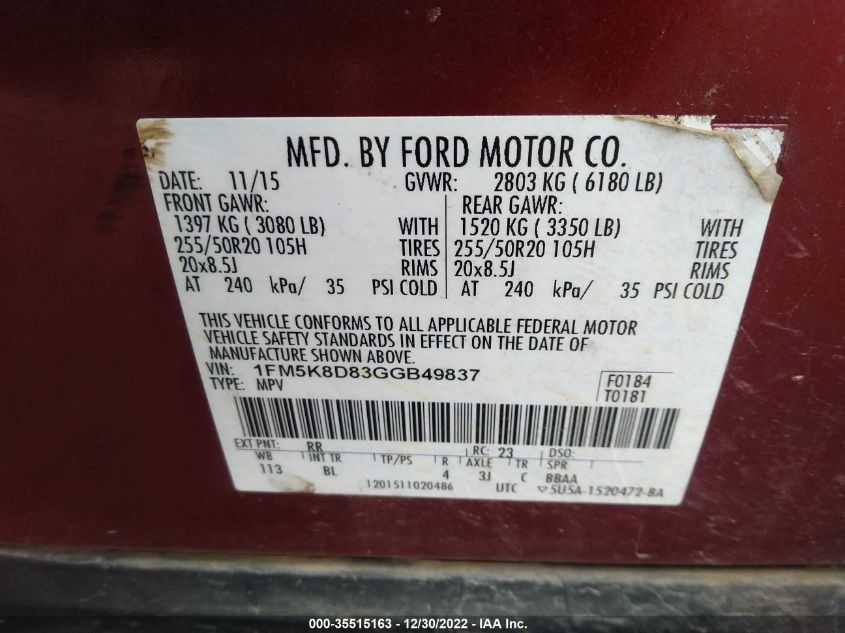 MFD. BY FORD MOTOR CO.
DATE: 11/15 GVWR: 2803 KG ( 6180 LB)
FRONT GAWR: REAR GAWR:
1397 KG ( 3080 LB) WITH 1520 KG ( 3350 LB) WITH
255/50R20 105H TIRES 255/50R20 105H TIRES
20x8.5J RIMS 20x8.5J RIMS
AT 240 kPa/ 35 PSI COLD AT 240 kPa/ 35 PSI COLD
THIS VEHICLE CONFORMS TO ALL APPLICABLE FEDERAL MOTOR
VEHICLE SAFETY STANDARDS IN EFFECT ON THE DATE OF
MANUFACTURE SHOWN ABOVE.
VIN: 1FM5K8D83GGB49837 F0184
TYPE: MPV T0181
EXT PNT: RR RC: 23 DSO:
WB INT TR TP/PS R AXLE TR SPR
113 BL 4 3J C BBAA
1201511020486 UTC ▽5U5A-1520472-BA
000-35515163 - 12/30/2022 - IAA Inc.